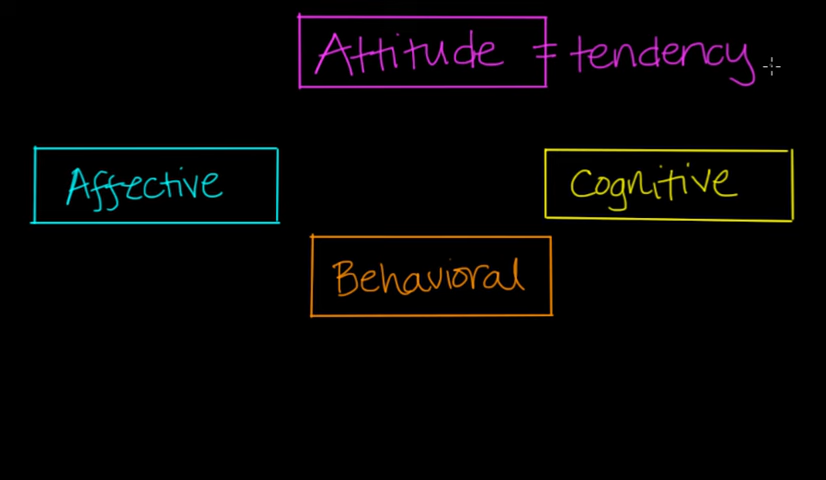 Attitude = tendency
Affective
Cognitive
Behavioral